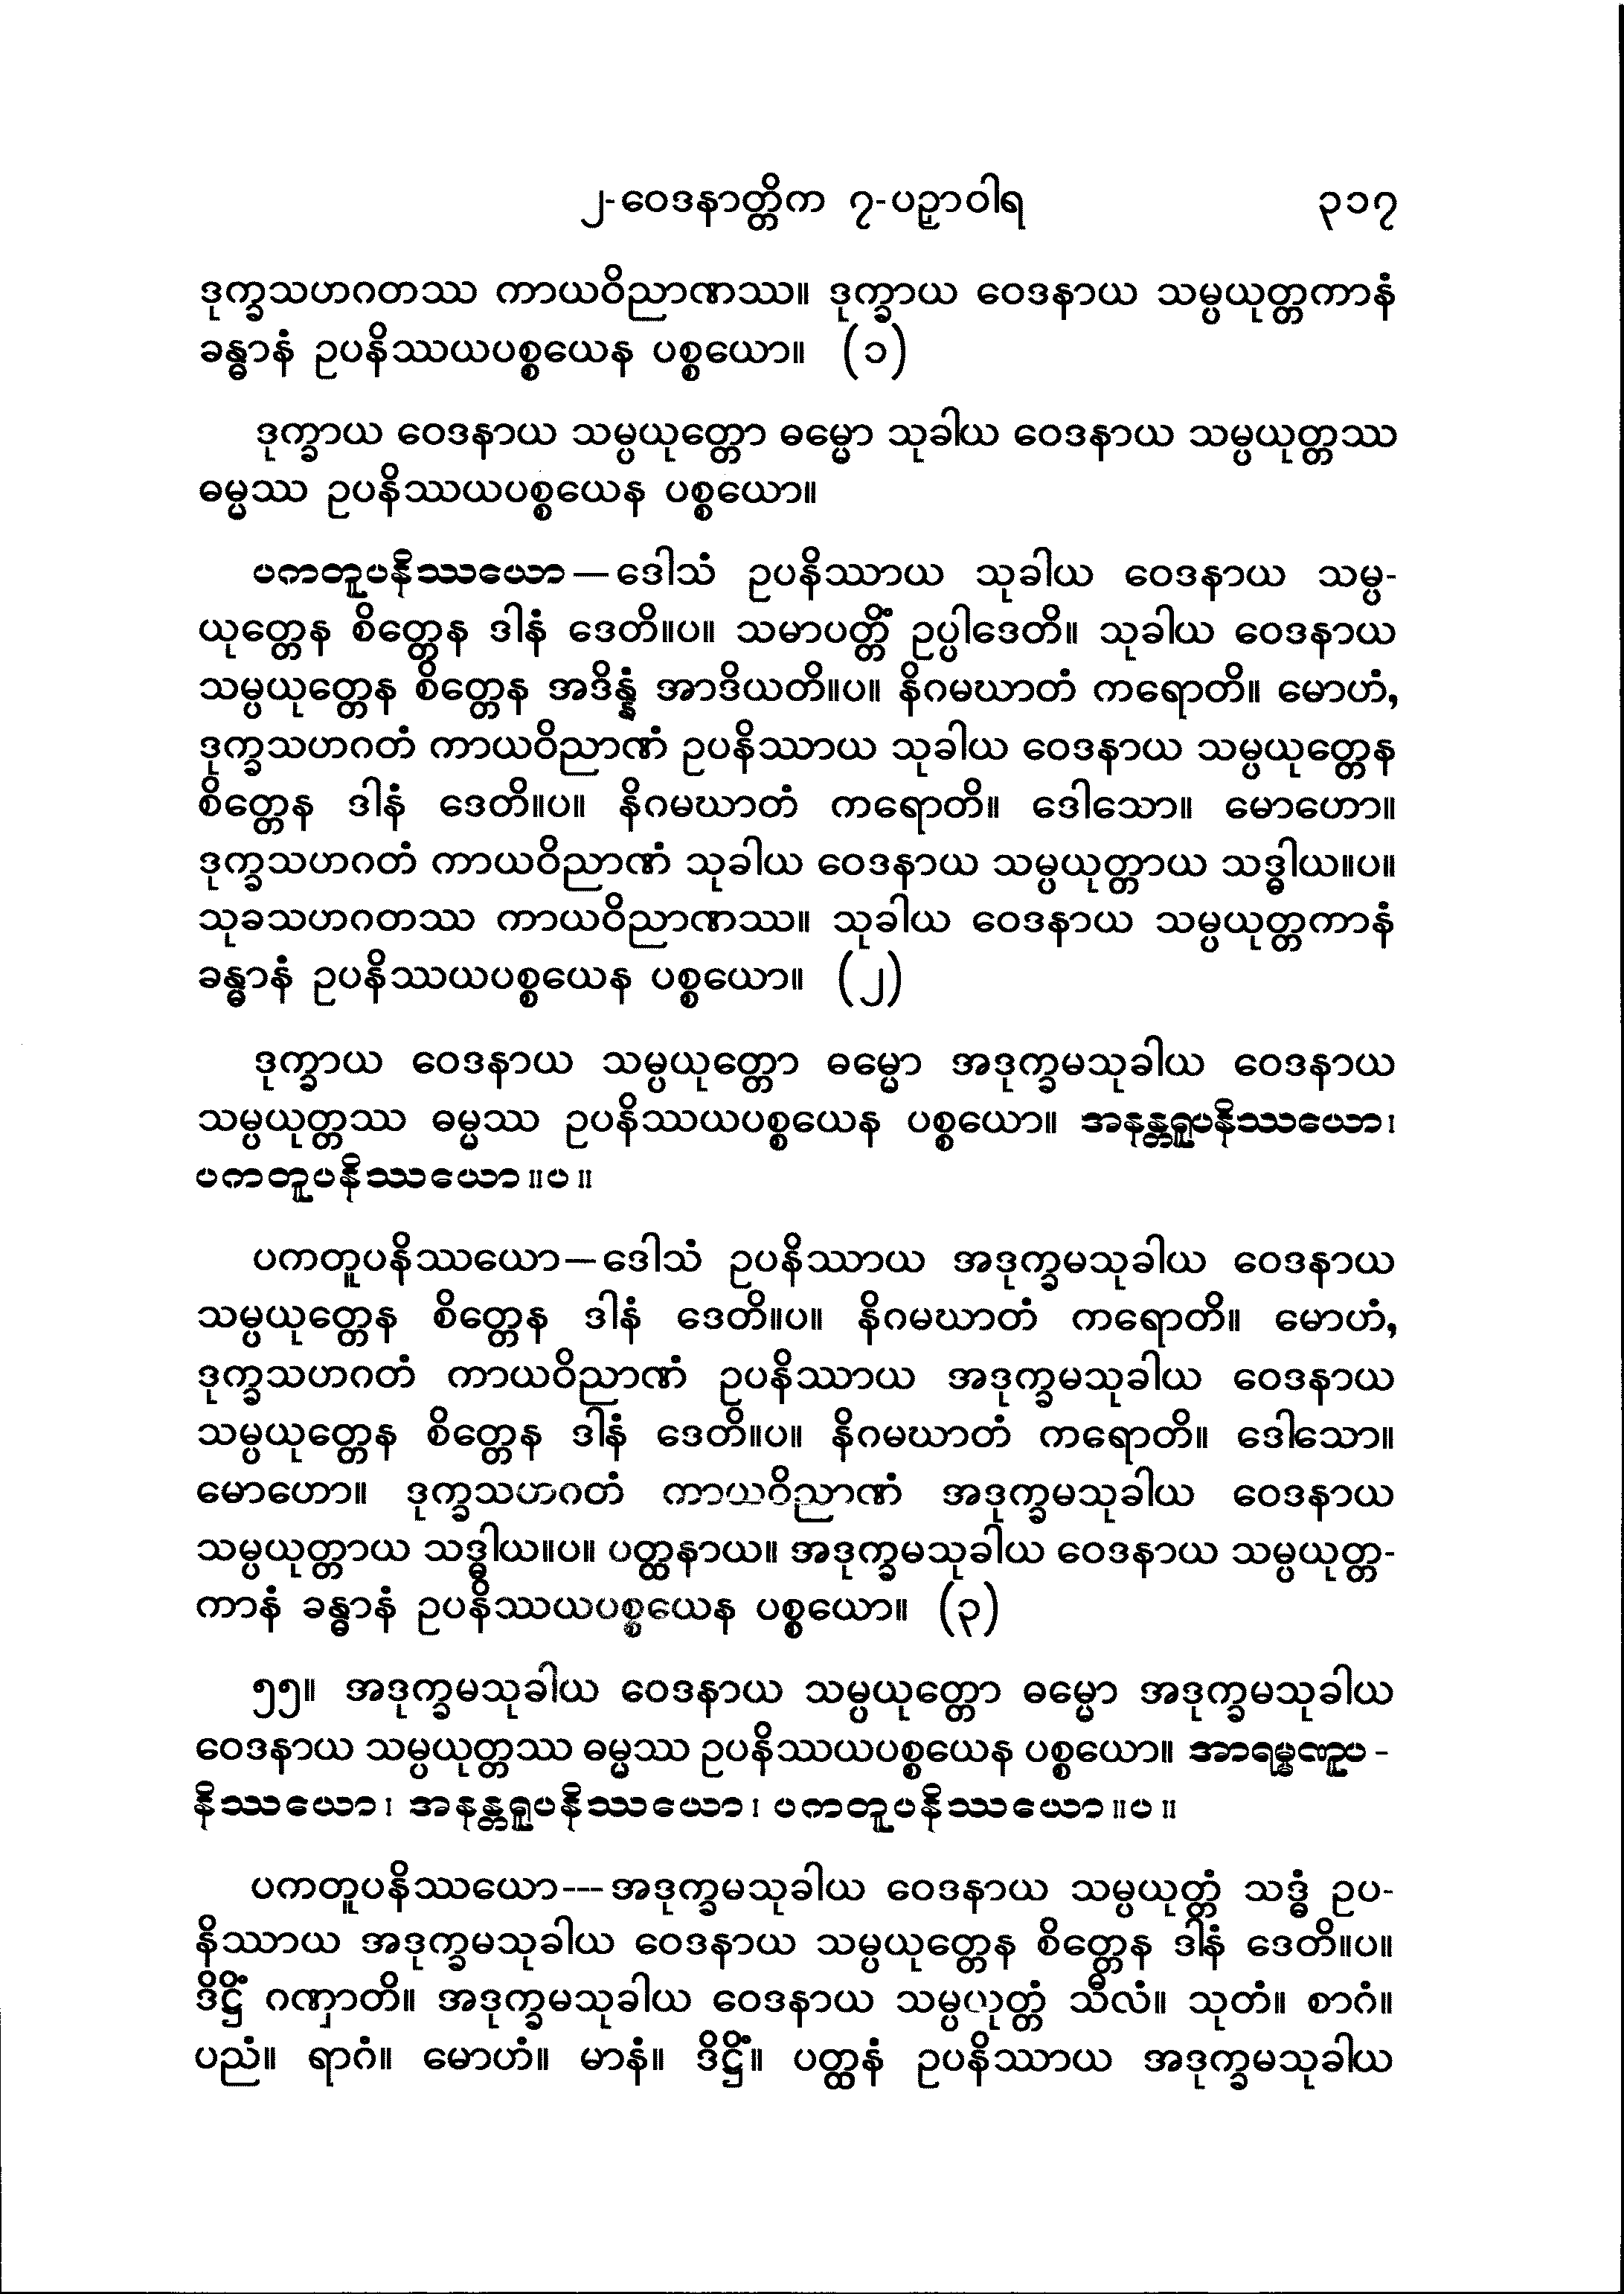 ၂-ဝေဒနာတ္တိက ၇-ပဉှာဝါရ ၃၁၇
ဒုက္ခသဟဂတဿ ကာယဝိညာဏဿ။ ဒုက္ခာယ ဝေဒနာယ သမ္ပယုတ္တကာနံ
ခန္ဓာနံ ဥပနိဿယပစ္စယေန ပစ္စယော။ (၁)
ဒုက္ခာယ ဝေဒနာယ သမ္ပယုတ္တော ဓမ္မော သုခါယ ဝေဒနာယ သမ္ပယုတ္တဿ
ဓမ္မဿ ဥပနိဿယပစ္စယေန ပစ္စယော။
ပကတူပနိဿယော—ဒေါသံ ဥပနိဿာယ သုခါယ ဝေဒနာယ သမ္ပ-
ယုတ္တေန စိတ္တေန ဒါနံ ဒေတိ။ပ။ သမာပတ္တိံ ဥပ္ပါဒေတိ။ သုခါယ ဝေဒနာယ
သမ္ပယုတ္တေန စိတ္တေန အဒိန္နံ အာဒိယတိ။ပ။ နိဂမဃာတံ ကရောတိ။ မောဟံ,
ဒုက္ခသဟဂတံ ကာယဝိညာဏံ ဥပနိဿာယ သုခါယ ဝေဒနာယ သမ္ပယုတ္တေန
စိတ္တေန ဒါနံ ဒေတိ။ပ။ နိဂမဃာတံ ကရောတိ။ ဒေါသော။ မောဟော။
ဒုက္ခသဟဂတံ ကာယဝိညာဏံ သုခါယ ဝေဒနာယ သမ္ပယုတ္တာယ သဒ္ဓါယ။ပ။
သုခသဟဂတဿ ကာယဝိညာဏဿ။ သုခါယ ဝေဒနာယ သမ္ပယုတ္တကာနံ
ခန္ဓာနံ ဥပနိဿယပစ္စယေန ပစ္စယော။ (၂)
ဒုက္ခာယ ဝေဒနာယ သမ္ပယုတ္တော ဓမ္မော အဒုက္ခမသုခါယ ဝေဒနာယ
သမ္ပယုတ္တဿ ဓမ္မဿ ဥပနိဿယပစ္စယေန ပစ္စယော။ အနန္တရူပနိဿယော၊
ပကတူပနိဿယော။ပ။
ပကတူပနိဿယော—ဒေါသံ ဥပနိဿာယ အဒုက္ခမသုခါယ ဝေဒနာယ
သမ္ပယုတ္တေန စိတ္တေန ဒါနံ ဒေတိ။ပ။ နိဂမဃာတံ ကရောတိ။ မောဟံ,
ဒုက္ခသဟဂတံ ကာယဝိညာဏံ ဥပနိဿာယ အဒုက္ခမသုခါယ ဝေဒနာယ
သမ္ပယုတ္တေန စိတ္တေန ဒါနံ ဒေတိ။ပ။ နိဂမဃာတံ ကရောတိ။ ဒေါသော။
မောဟော။ ဒုက္ခသဟဂတံ ကာယဝိညာဏံ အဒုက္ခမသုခါယ ဝေဒနာယ
သမ္ပယုတ္တာယ သဒ္ဓါယ။ပ။ ပတ္ထနာယ။ အဒုက္ခမသုခါယ ဝေဒနာယ သမ္ပယုတ္တ-
ကာနံ ခန္ဓာနံ ဥပနိဿယပစ္စယေန ပစ္စယော။ (၃)
၅၅။ အဒုက္ခမသုခါယ ဝေဒနာယ သမ္ပယုတ္တော ဓမ္မော အဒုက္ခမသုခါယ
ဝေဒနာယ သမ္ပယုတ္တဿ ဓမ္မဿ ဥပနိဿယပစ္စယေန ပစ္စယော။ အာရမ္မဏူပ-
နိဿယော၊ အနန္တရူပနိဿယော၊ ပကတူပနိဿယော။ပ။
ပကတူပနိဿယော---အဒုက္ခမသုခါယ ဝေဒနာယ သမ္ပယုတ္တံ သဒ္ဓံ ဥပ-
နိဿာယ အဒုက္ခမသုခါယ ဝေဒနာယ သမ္ပယုတ္တေန စိတ္တေန ဒါနံ ဒေတိ။ပ။
ဒိဋ္ဌိံ ဂဏှာတိ။ အဒုက္ခမသုခါယ ဝေဒနာယ သမ္ပယုတ္တံ သီလံ။ သုတံ။ စာဂံ။
ပညံ။ ရာဂံ။ မောဟံ။ မာနံ။ ဒိဋ္ဌိံ။ ပတ္ထနံ ဥပနိဿာယ အဒုက္ခမသုခါယ